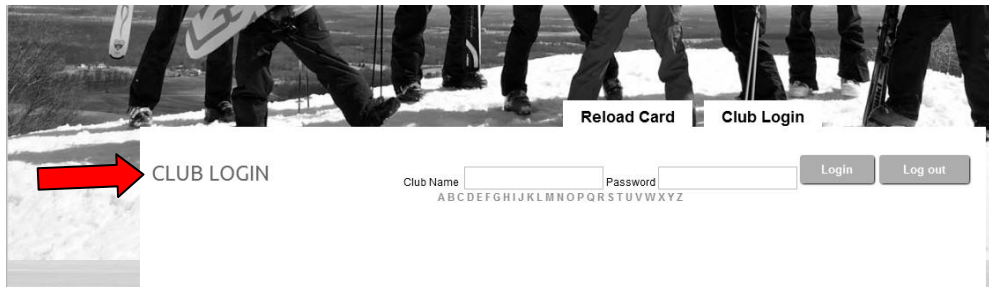 Reload Card Club Login
CLUB LOGIN
Club Name Password Login Log out
A B C D E F G H I J K L M N O P Q R S T U V W X Y Z